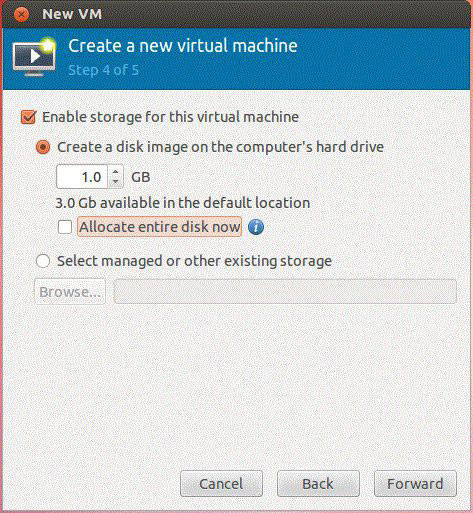 New VM
Create a new virtual machine
Step 4 of 5
Enable storage for this virtual machine
Create a disk image on the computer's hard drive
1.0 GB
3.0 Gb available in the default location
Allocate entire disk now
Select managed or other existing storage
Browse...
Cancel Back Forward